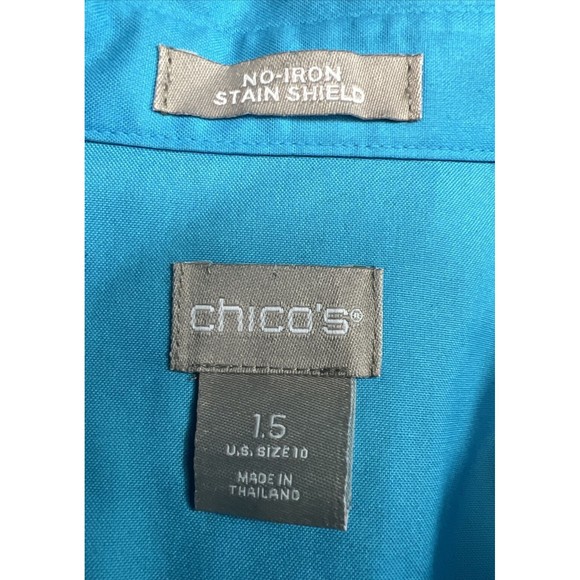 NO-IRON
STAIN SHIELD
chico's®
1.5
U.S. SIZE 10
MADE IN
THAILAND